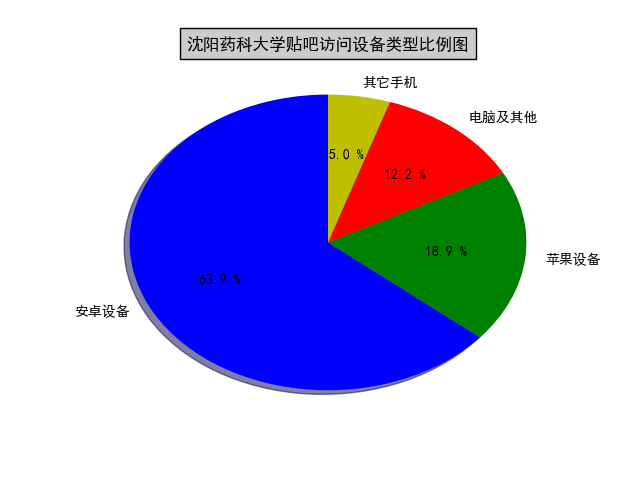 沈阳药科大学贴吧访问设备类型比例图
其它手机
电脑及其他
5.0 %
12.2 %
18.9 %
苹果设备
63.9 %
安卓设备